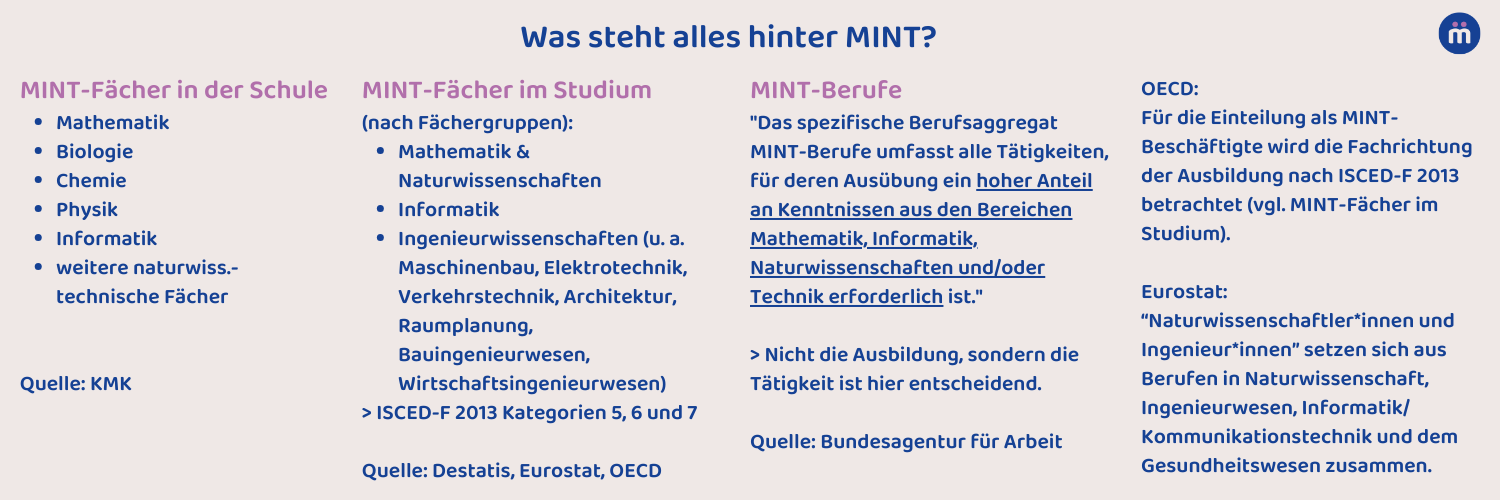 Was steht alles hinter MINT?
m
MINT-Fächer in der Schule
• Mathematik
• Biologie
• Chemie
• Physik
• Informatik
• weitere naturwiss.-
technische Fächer
Quelle: KMK
MINT-Fächer im Studium
(nach Fächergruppen):
• Mathematik &
Naturwissenschaften
• Informatik
• Ingenieurwissenschaften (u. a.
Maschinenbau, Elektrotechnik,
Verkehrstechnik, Architektur,
Raumplanung,
Bauingenieurwesen,
Wirtschaftsingenieurwesen)
> ISCED-F 2013 Kategorien 5, 6 und 7
Quelle: Destatis, Eurostat, OECD
MINT-Berufe
"Das spezifische Berufsaggregat
MINT-Berufe umfasst alle Tätigkeiten,
für deren Ausübung ein hoher Anteil
an Kenntnissen aus den Bereichen
Mathematik, Informatik,
Naturwissenschaften und/oder
Technik erforderlich ist."
> Nicht die Ausbildung, sondern die
Tätigkeit ist hier entscheidend.
Quelle: Bundesagentur für Arbeit
OECD:
Für die Einteilung als MINT-
Beschäftigte wird die Fachrichtung
der Ausbildung nach ISCED-F 2013
betrachtet (vgl. MINT-Fächer im
Studium).
Eurostat:
“Naturwissenschaftler*innen und
Ingenieur*innen” setzen sich aus
Berufen in Naturwissenschaft,
Ingenieurwesen, Informatik/
Kommunikationstechnik und dem
Gesundheitswesen zusammen.